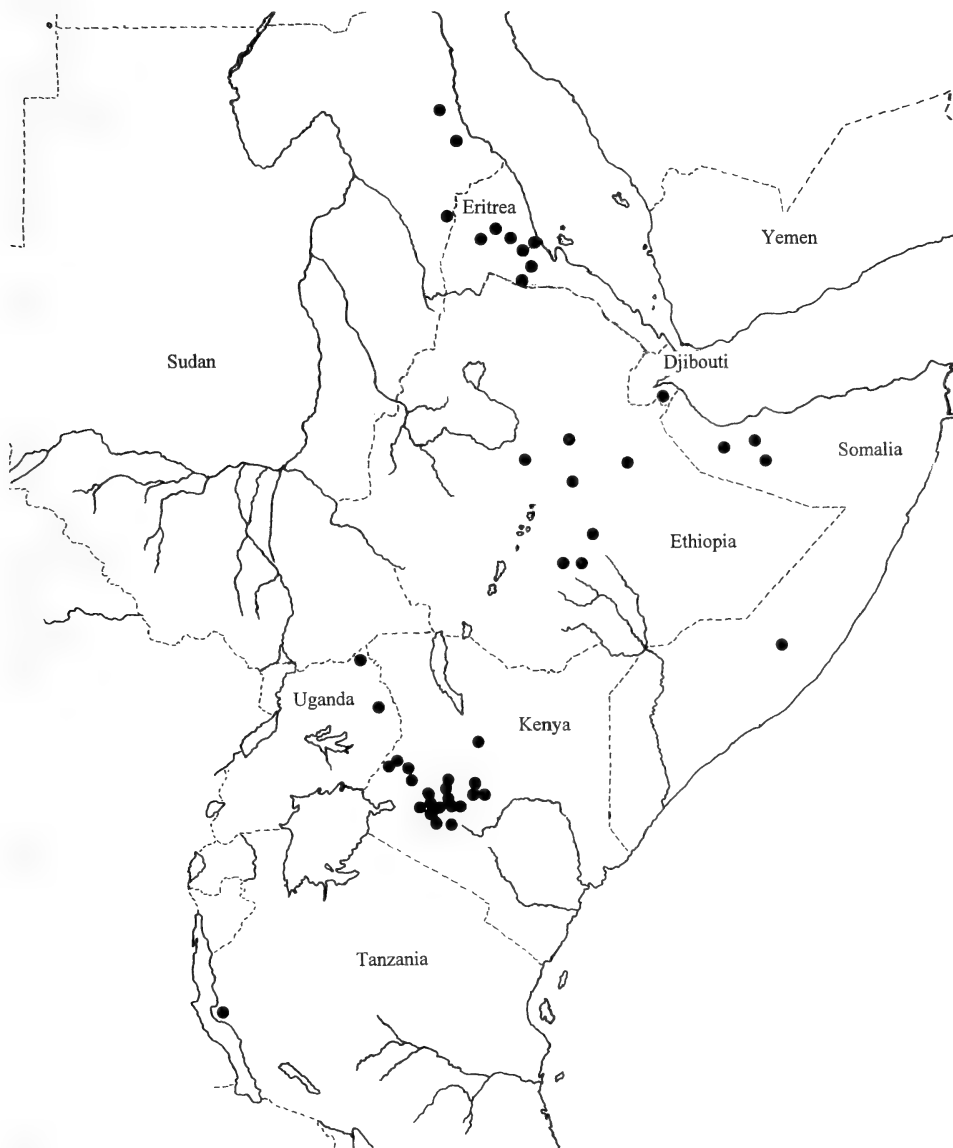 Eritrea
Yemen
Sudan
Djibouti
Somalia
Ethiopia
Uganda
Kenya
Tanzania